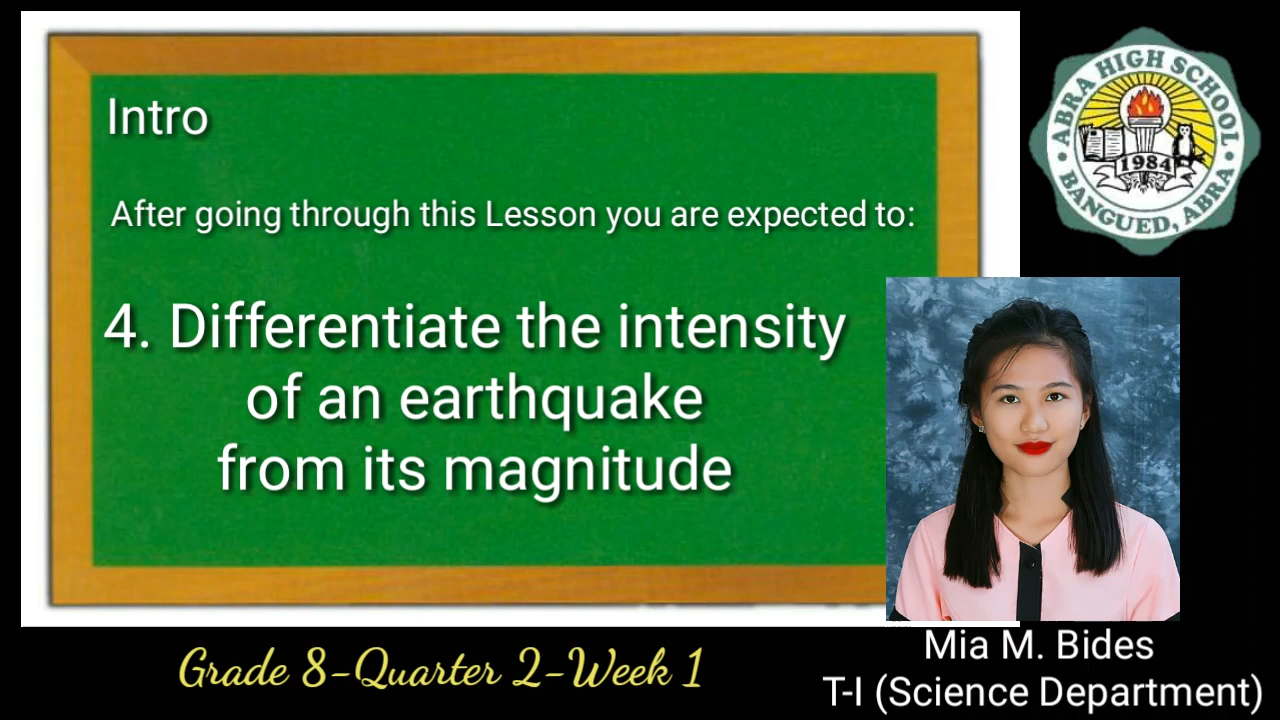 Intro
After going through this Lesson you are expected to:
4. Differentiate the intensity
of an earthquake
from its magnitude
ABRA HIGH SCHOOL
1984
BANGUED, ABRA
Mia M. Bides
T-I (Science Department)
Grade 8-Quarter 2-Week 1